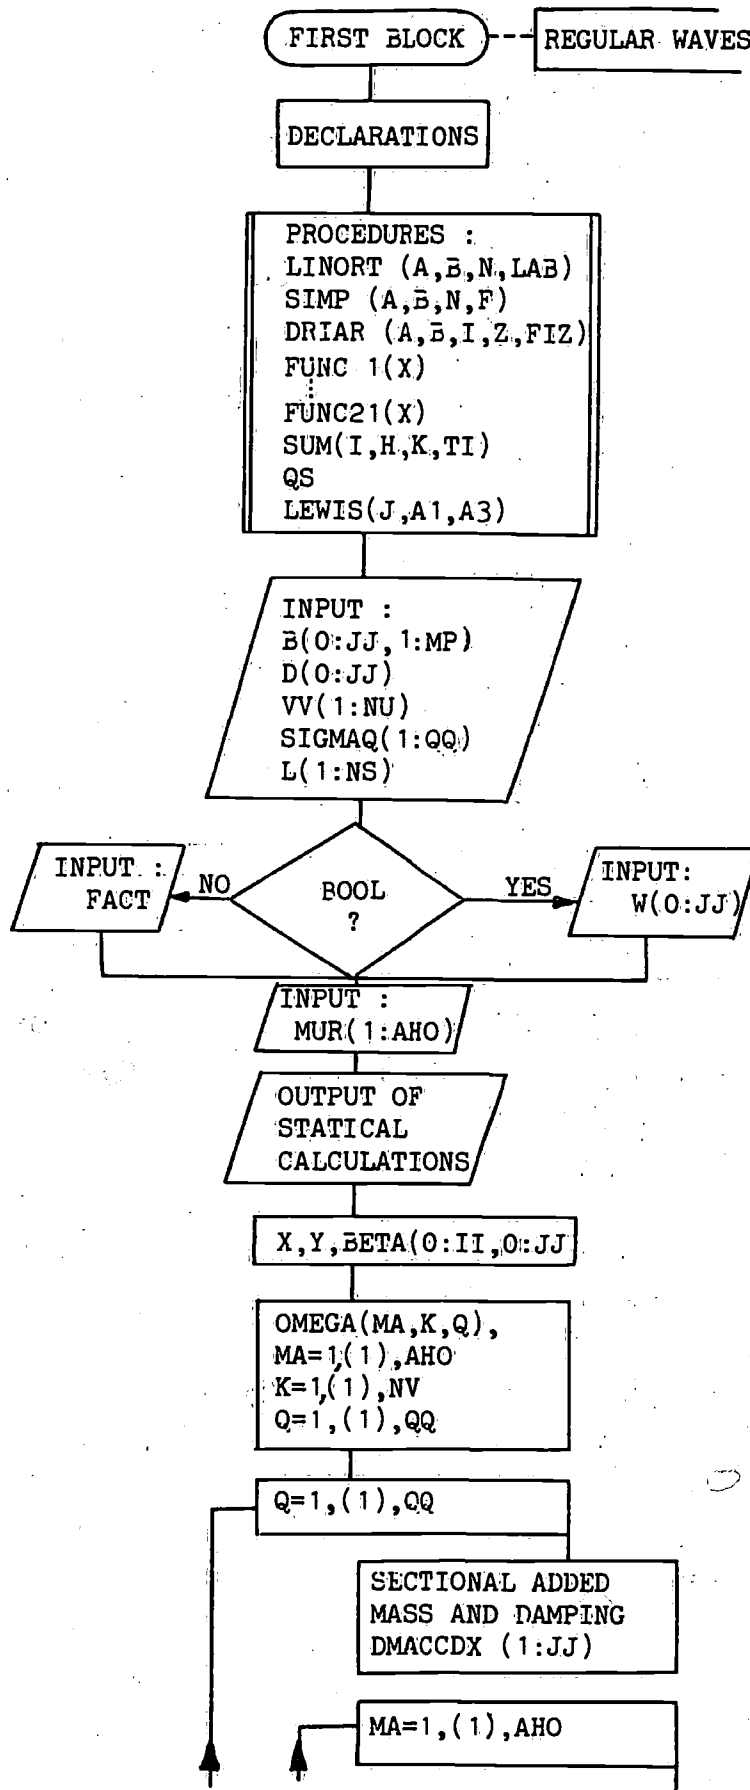 FIRST BLOCK
REGULAR WAVES
DECLARATIONS
PROCEDURES :
LINORT (A,B,N,LAB)
SIMP (A,B,N,F)
DRIAR (A,B,I,Z,FIZ)
FUNC 1(X)
FUNC21(X)
SUM(I,H,K,TI)
QS
LEWIS(J,A1,A3)
INPUT :
B(0:JJ,1:MP)
D(0:JJ)
VV(1:NU)
SIGMAQ(1:QQ)
L(1:NS)
INPUT :
FACT
NO
BOOL
?
YES
INPUT:
W(0:JJ)
INPUT :
MUR(1:AHO)
OUTPUT OF
STATICAL
CALCULATIONS
X,Y,BETA(0:II,0:JJ
OMEGA(MA,K,Q),
MA=1,(1),AHO
K=1,(1),NV
Q=1,(1),QQ
Q=1,(1),QQ
SECTIONAL ADDED
MASS AND DAMPING
DMACCDX (1:JJ)
MA=1,(1),AHO